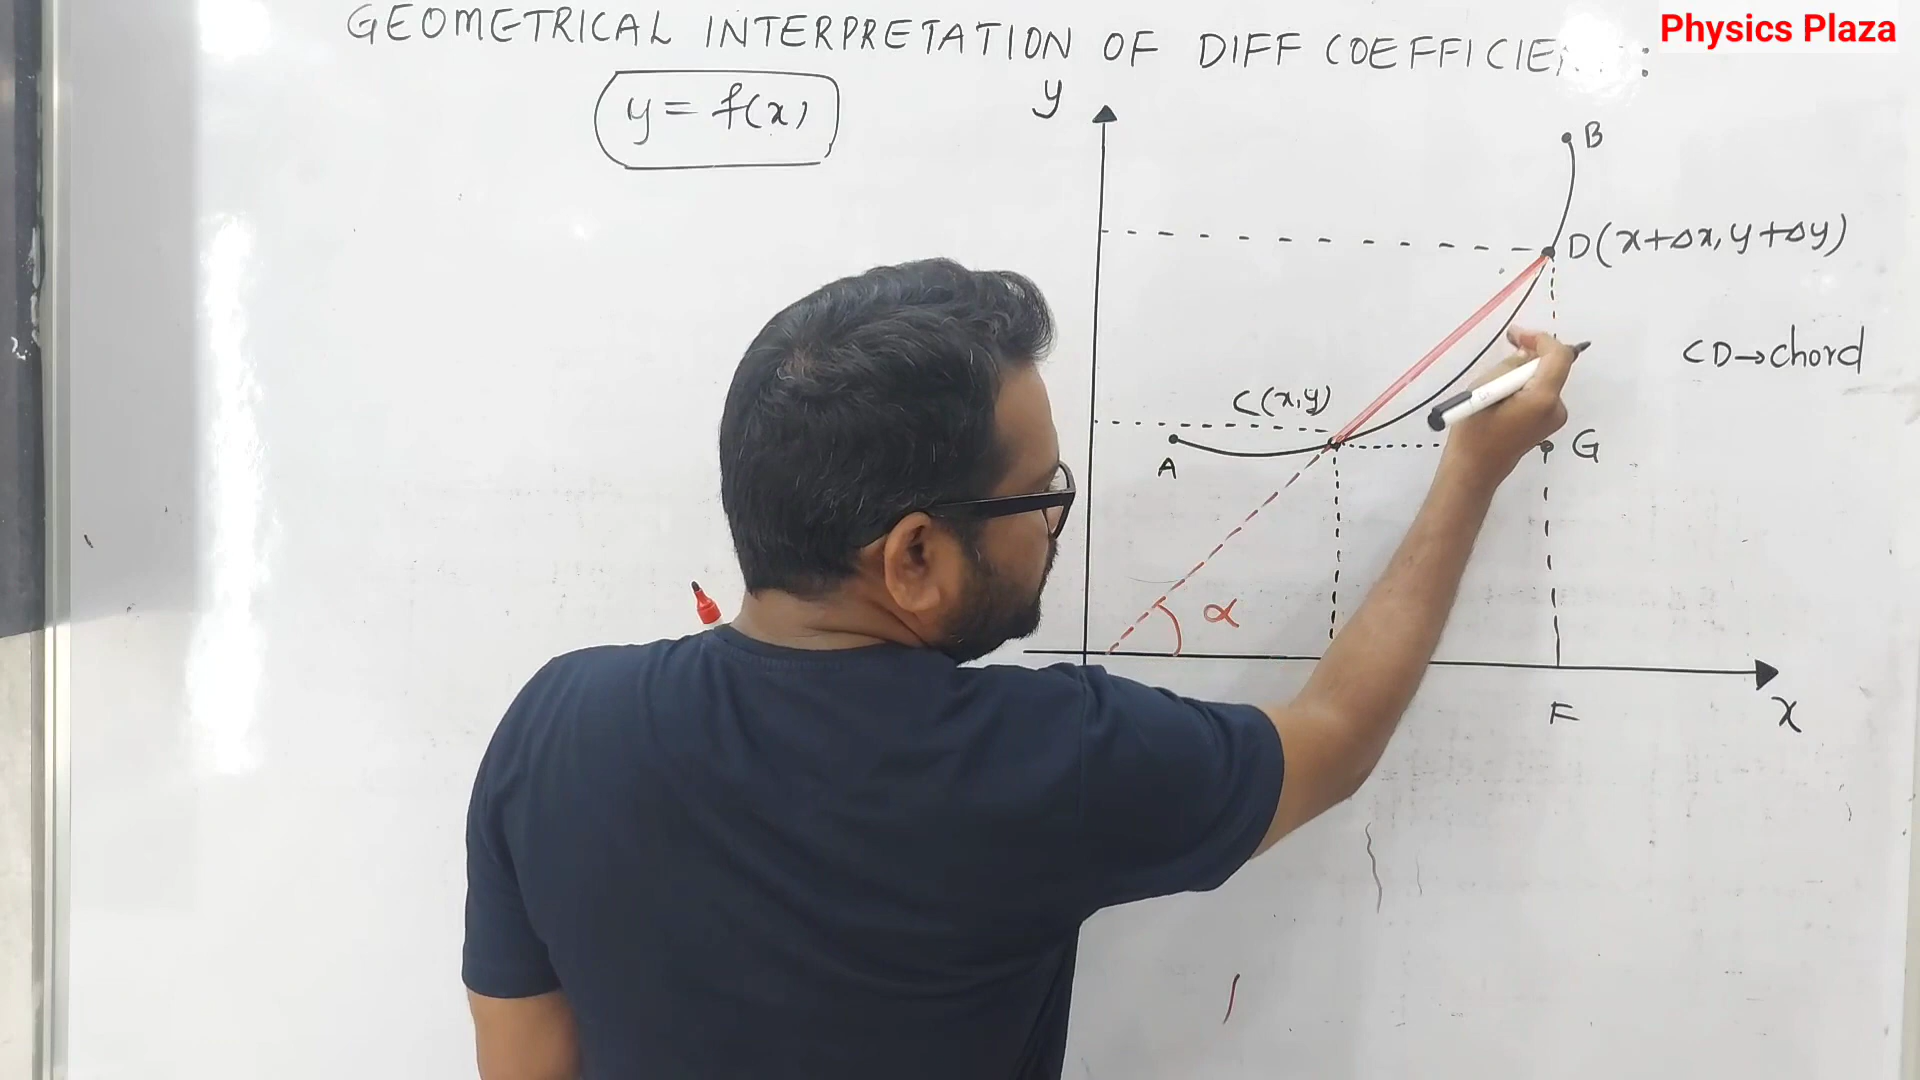 Physics Plaza
GEOMETRICAL INTERPRETATION OF DIFF COEFFICIE :
y = f(x)
y
B
D(x+Δx, y+Δy)
CD→chord
C(x,y)
A
G
α
F
x